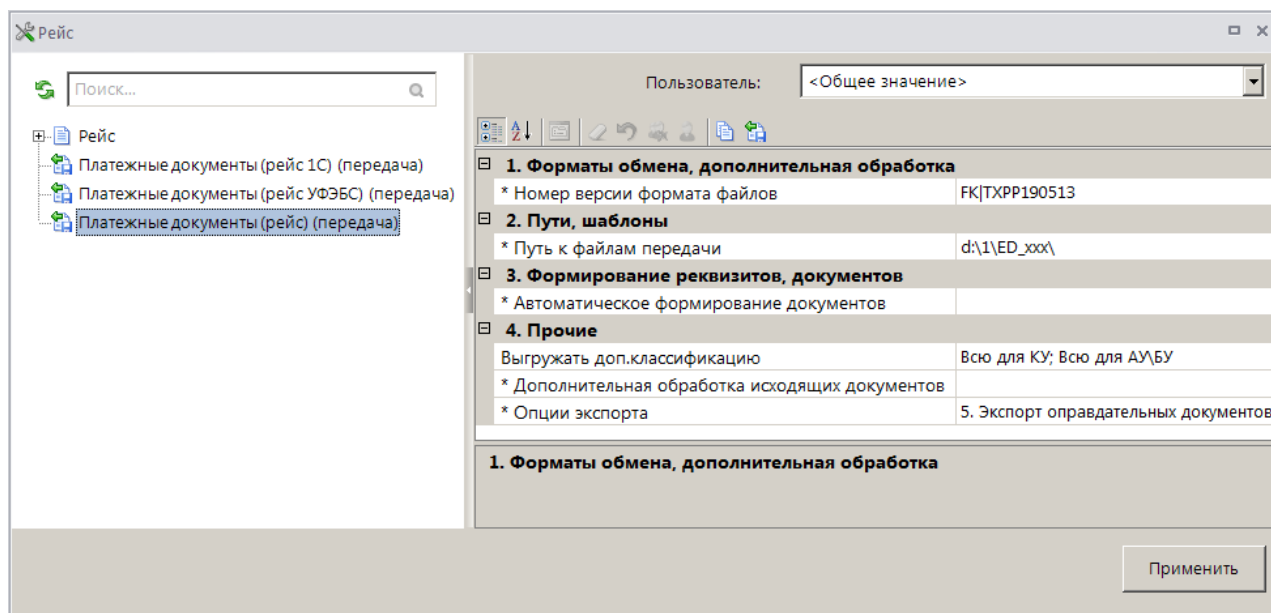 Рейс
Поиск...
Рейс
Платежные документы (рейс 1С) (передача)
Платежные документы (рейс УФЭБС) (передача)
Платежные документы (рейс) (передача)
Пользователь: <Общее значение>
1. Форматы обмена, дополнительная обработка
* Номер версии формата файлов FK|TXPP190513
2. Пути, шаблоны
* Путь к файлам передачи d:\1\ED_xxx\
3. Формирование реквизитов, документов
* Автоматическое формирование документов
4. Прочие
Выгружать доп.классификацию Всю для КУ; Всю для АУ\БУ
* Дополнительная обработка исходящих документов
* Опции экспорта 5. Экспорт оправдательных документов
1. Форматы обмена, дополнительная обработка
Применить